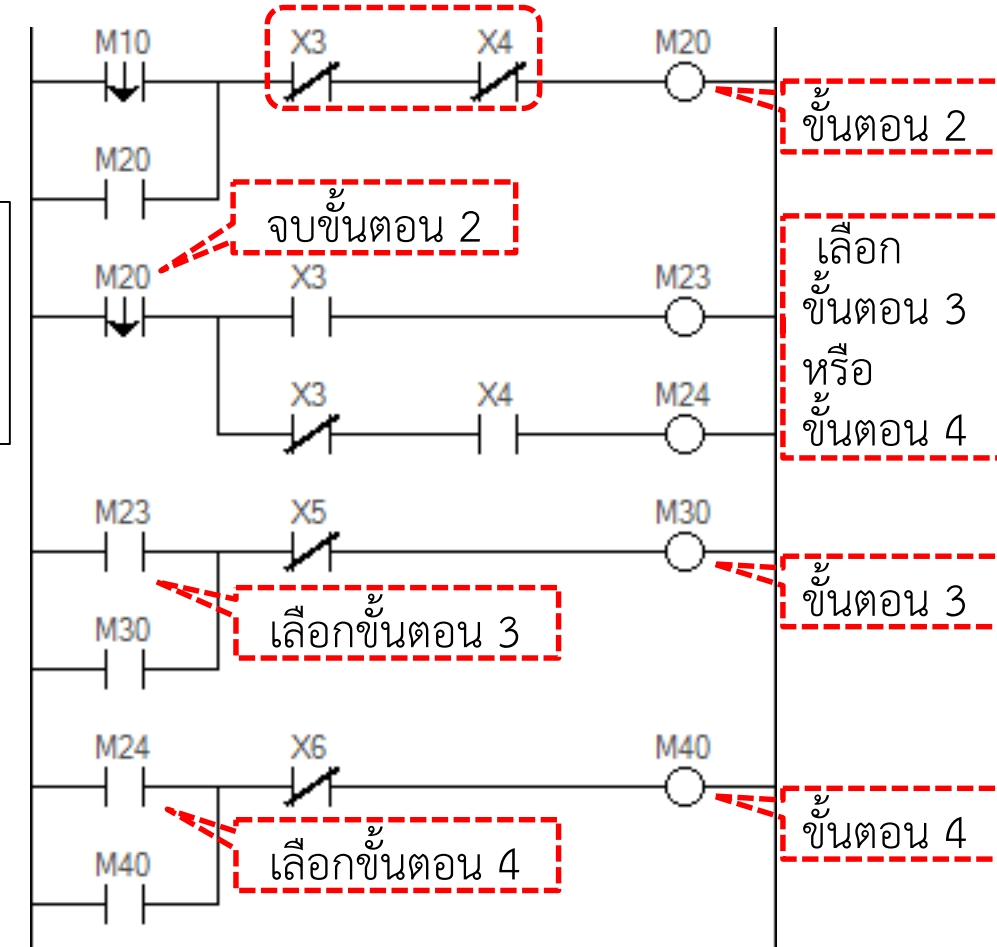 M10 X3 X4 M20
ขั้นตอน 2
M20
จบขั้นตอน 2
M20 X3 M23
เลือก
ขั้นตอน 3
หรือ
ขั้นตอน 4
X3 X4 M24
M23 X5 M30
ขั้นตอน 3
เลือกขั้นตอน 3
M30
M24 X6 M40
ขั้นตอน 4
เลือกขั้นตอน 4
M40